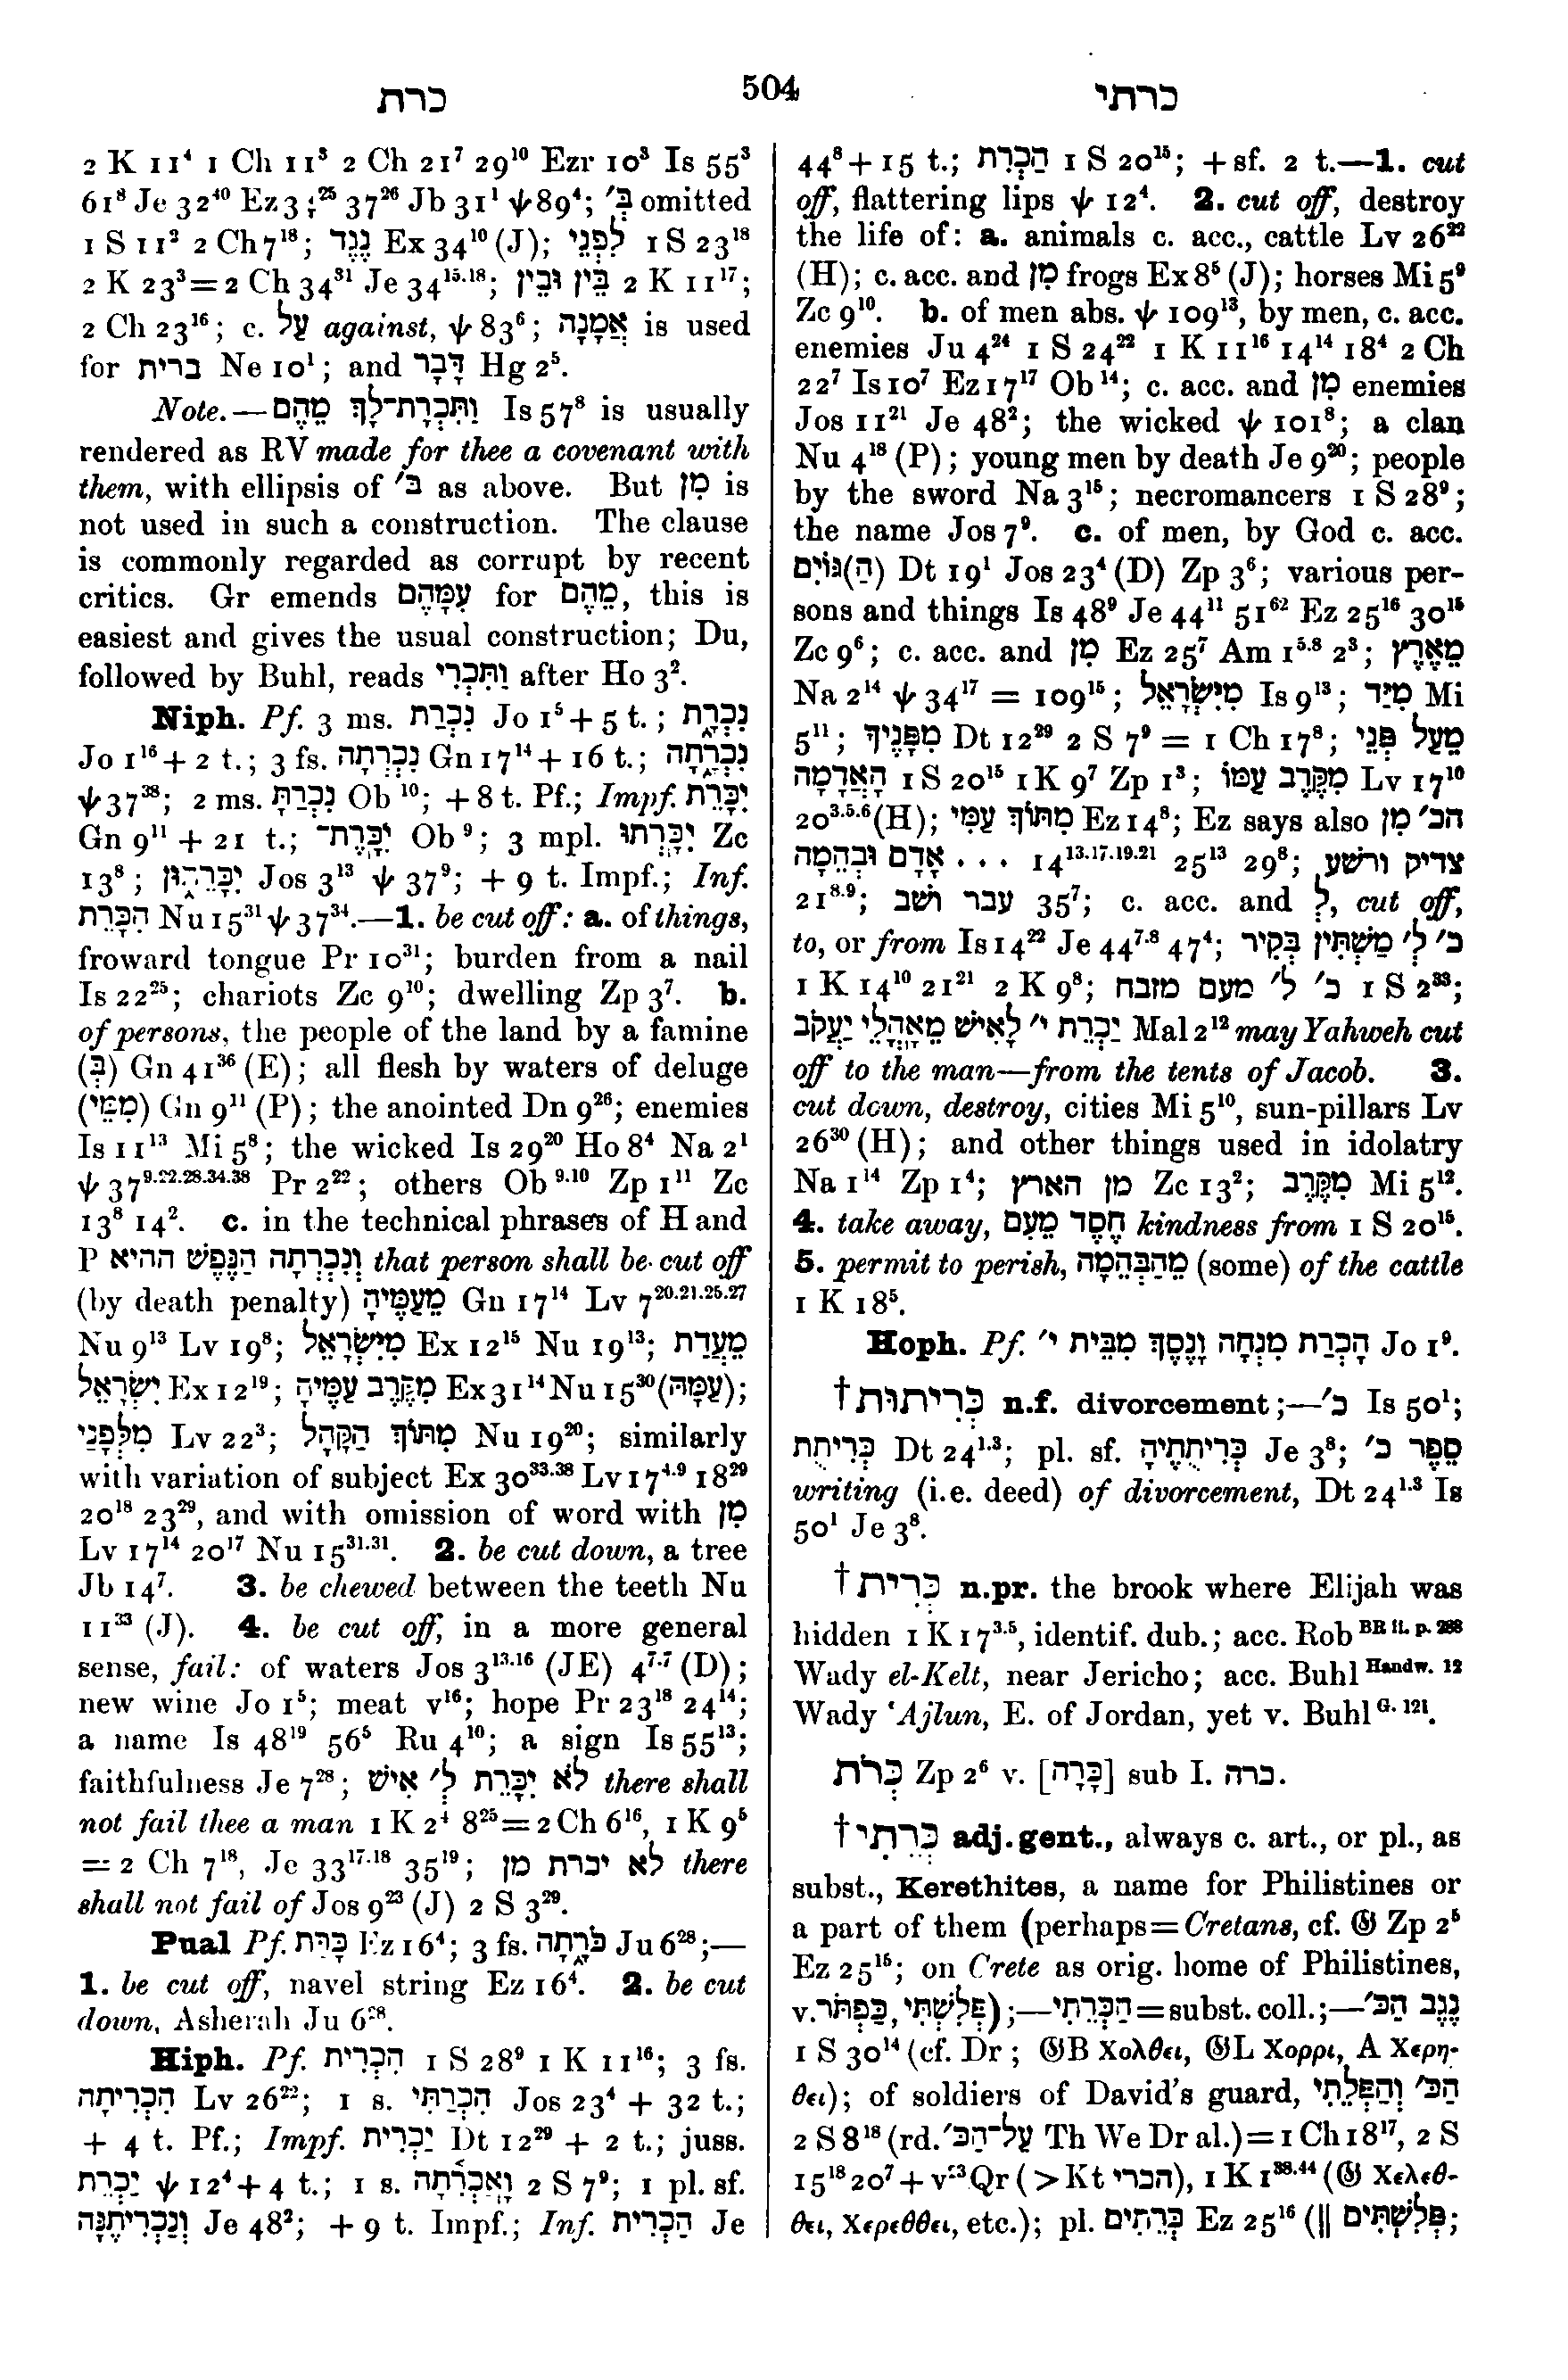 כרת
504
כרתי
2 K 11⁴ 1 Ch 11³ 2 Ch 21⁷ 29¹⁰ Ezr 10³ Is 55³
61⁸ Je 32⁴⁰ Ez 34²⁵ 37²⁶ Jb 31¹ ψ 89⁴; בְּ׳ omitted
1 S 11² 2 Ch 7¹⁸; נֶגֶד Ex 34¹⁰ (J); לִפְנֵי 1 S 23¹⁸
2 K 23³ = 2 Ch 34³¹ Je 34¹⁵·¹⁸; בֵּין וּבֵין 2 K 11¹⁷;
2 Ch 23¹⁶; c. עַל against, ψ 83⁶; אֲמָנָה is used
for ברית Ne 10¹; and דָּבָר Hg 2⁵.
Note.—וַתִּכְרָת־לָךְ מֵהֶם Is 57⁸ is usually
rendered as RV made for thee a covenant with
them, with ellipsis of ב׳ as above. But מִן is
not used in such a construction. The clause
is commonly regarded as corrupt by recent
critics. Gr emends עִמָּהֶם for מֵהֶם, this is
easiest and gives the usual construction; Du,
followed by Buhl, reads וַתִּכְרִי after Ho 3².
Niph. Pf. 3 ms. נִכְרַת Jo 1⁵ + 5 t.; נִכְרָ֑ת
Jo 1¹⁶ + 2 t.; 3 fs. נִכְרְתָה Gn 17¹⁴ + 16 t.; נִכְרָ֑תָה
ψ 37³⁸; 2 ms. נִכְרַתָּ Ob¹⁰; + 8 t. Pf.; Impf. יִכָּרֵת
Gn 9¹¹ + 21 t.; יִכָּֽרֶת־ Ob⁹; 3 mpl. יִכָּֽרְתוּ Zc
13⁸; יִכָּרֵת֑וּן Jos 3¹³ ψ 37⁹; + 9 t. Impf.; Inf.
הִכָּרֵת Nu 15³¹ ψ 37³⁴.—1. be cut off: a. of things,
froward tongue Pr 10³¹; burden from a nail
Is 22²⁵; chariots Zc 9¹⁰; dwelling Zp 3⁷. b.
of persons, the people of the land by a famine
(בְּ) Gn 41³⁶ (E); all flesh by waters of deluge
(מִמֵּי) Gn 9¹¹ (P); the anointed Dn 9²⁶; enemies
Is 11¹³ Mi 5⁸; the wicked Is 29²⁰ Ho 8⁴ Na 2¹
ψ 37⁹·²²·²⁸·³⁴·³⁸ Pr 2²²; others Ob⁹·¹⁰ Zp 1¹¹ Zc
13⁸ 14². c. in the technical phrases of H and
P וְנִכְרְתָה הַנֶּפֶשׁ ההיא that person shall be cut off
(by death penalty) מֵעַמֶּיהָ Gn 17¹⁴ Lv 7²⁰·²¹·²⁵·²⁷
Nu 9¹³ Lv 19⁸; מִיִּשְׂרָאֵל Ex 12¹⁵ Nu 19¹³; מֵעֲדַת
יִשְׂרָאֵל Ex 12¹⁹; מִקֶּרֶב עַמֶּיהָ Ex 31¹⁴ Nu 15³⁰ (עַמָּהּ);
מִלְּפָנַי Lv 22³; מִתּוֹךְ הַקָּהָל Nu 19²⁰; similarly
with variation of subject Ex 30³³·³⁸ Lv 17⁴·⁹ 18²⁹
20¹⁸ 23²⁹, and with omission of word with מִן
Lv 17¹⁴ 20¹⁷ Nu 15³¹·³¹. 2. be cut down, a tree
Jb 14⁷. 3. be chewed between the teeth Nu
11³³ (J). 4. be cut off, in a more general
sense, fail: of waters Jos 3¹³·¹⁶ (JE) 4⁷·⁷ (D);
new wine Jo 1⁵; meat v¹⁶; hope Pr 23¹⁸ 24¹⁴;
a name Is 48¹⁹ 56⁵ Ru 4¹⁰; a sign Is 55¹³;
faithfulness Je 7²⁸; לֹא יִכָּרֵת לְ׳ אִישׁ there shall
not fail thee a man 1 K 2⁴ 8²⁵ = 2 Ch 6¹⁶, 1 K 9⁵
= 2 Ch 7¹⁸, Je 33¹⁷·¹⁸ 35¹⁹; לא יכרת מן there
shall not fail of Jos 9²³ (J) 2 S 3²⁹.
Pual Pf. כָּרַּת Ez 16⁴; 3 fs. כֹּרָ֑תָה Ju 6²⁸;—
1. be cut off, navel string Ez 16⁴. 2. be cut
down, Asherah Ju 6²⁸.
Hiph. Pf. הִכְרִית 1 S 28⁹ 1 K 11¹⁶; 3 fs.
הִכְרִיתָה Lv 26²²; 1 s. הִכְרַתִּי Jos 23⁴ + 32 t.;
+ 4 t. Pf.; Impf. יַכְרִית Dt 12²⁹ + 2 t.; juss.
יַכְרֵת ψ 12⁴ + 4 t.; 1 s. וָֽאַכְרִ֫תָה 2 S 7⁹; 1 pl. sf.
וְנַכְרִיתֶנָּה Je 48²; + 9 t. Impf.; Inf. הַכְרִית Je
44⁸ + 15 t.; הַכְרִת 1 S 20¹⁵; + sf. 2 t.—1. cut
off, flattering lips ψ 12⁴. 2. cut off, destroy
the life of: a. animals c. acc., cattle Lv 26²²
(H); c. acc. and מִן frogs Ex 8⁵ (J); horses Mi 5⁹
Zc 9¹⁰. b. of men abs. ψ 109¹³, by men, c. acc.
enemies Ju 4²⁴ 1 S 24²² 1 K 11¹⁶ 14¹⁴ 18⁴ 2 Ch
22⁷ Is 10⁷ Ez 17¹⁷ Ob¹⁴; c. acc. and מִן enemies
Jos 11²¹ Je 48²; the wicked ψ 101⁸; a clan
Nu 4¹⁸ (P); young men by death Je 9²⁰; people
by the sword Na 3¹⁵; necromancers 1 S 28⁹;
the name Jos 7⁹. c. of men, by God c. acc.
(הַ)גּוֹיִם Dt 19¹ Jos 23⁴ (D) Zp 3⁶; various per-
sons and things Is 48⁹ Je 44¹¹ 51⁶² Ez 25¹⁶ 30¹⁵
Zc 9⁶; c. acc. and מִן Ez 25⁷ Am 1⁵·⁸ 2³; מֵאֶרֶץ
Na 2¹⁴ ψ 34¹⁷ = 109¹⁵; מִיִּשְׂרָאֵל Is 9¹³; מִיַּד Mi
5¹¹; מִפָּנֶיךָ Dt 12²⁹ 2 S 7⁹ = 1 Ch 17⁸; מֵעַל פְּנֵי
הָאֲדָמָה 1 S 20¹⁵ 1 K 9⁷ Zp 1³; מִקֶּרֶב עַמּוֹ Lv 17¹⁰
20³·⁵·⁶ (H); מִתּוֹךְ עַמִּי Ez 14⁸; Ez says also הכ׳ מִן
אָדָם וּבְהֵמָה ... 14¹³·¹⁷·¹⁹·²¹ 25¹³ 29⁸; צדיק ורשׁע
21⁸·⁹; עבר ושׁב 35⁷; c. acc. and לְ, cut off,
to, or from Is 14²² Je 44⁷·⁸ 47⁴; כ׳ לְ׳ מַשְׁתִּין בְּקִיר
1 K 14¹⁰ 21²¹ 2 K 9⁸; כ׳ ל׳ מעם מזבח 1 S 2³³;
יַכְרֵת י׳ לָאִישׁ מֵאָהֳלֵי יַעֲקֹב Mal 2¹² may Yahweh cut
off to the man—from the tents of Jacob. 3.
cut down, destroy, cities Mi 5¹⁰, sun-pillars Lv
26³⁰ (H); and other things used in idolatry
Na 1¹⁴ Zp 1⁴; מן הארץ Zc 13²; מִקֶּרֶב Mi 5¹².
4. take away, חֶסֶד מֵעִם kindness from 1 S 20¹⁵.
5. permit to perish, מֵהַבְּהֵמָה (some) of the cattle
1 K 18⁵.
Hoph. Pf. הָכְרַת מִנְחָה וָנֶסֶךְ מִבֵּית י׳ Jo 1⁹.
†כְּרִיתוּת n.f. divorcement;—כ׳ Is 50¹;
כְּרִיתֻת Dt 24¹·³; pl. sf. כְּרִיתֻתֶיהָ Je 3⁸; סֵפֶר כ׳
writing (i.e. deed) of divorcement, Dt 24¹·³ Is
50¹ Je 3⁸.
†כְּרִית n.pr. the brook where Elijah was
hidden 1 K 17³·⁵, identif. dub.; acc. Rob BR ii. p. 288
Wady el-Kelt, near Jericho; acc. Buhl Handw. 12
Wady ‘Ajlun, E. of Jordan, yet v. Buhl G. 121.
כְּרֹת Zp 2⁶ v. [כָּרָה] sub I. כרה.
†כְּרֵתִי adj. gent., always c. art., or pl., as
subst., Kerethites, a name for Philistines or
a part of them (perhaps = Cretans, cf. 𝔊 Zp 2⁵
Ez 25¹⁵; on Crete as orig. home of Philistines,
v. כַּפְתֹּר, פְּלִשְׁתִּי);—הַכְּרֵתִי = subst. coll.;—נֶגֶב הַכּ׳
1 S 30¹⁴ (cf. Dr; 𝔊B Χολθει, 𝔊L Χορρι, A Χερη-
θει); of soldiers of David's guard, הַכּ׳ וְהַפְּלֵתִי
2 S 8¹⁸ (rd. עַל־הַכּ׳ Th We Dr al.) = 1 Ch 18¹⁷, 2 S
15¹⁸ 20⁷ + v²³ Qr (> Kt הכרי), 1 K 1³⁸·⁴⁴ (𝔊 Χελεθ-
θει, Χερεθθει, etc.); pl. כְּרֵתִים Ez 25¹⁶ (‖ פְּלִשְׁתִּים;